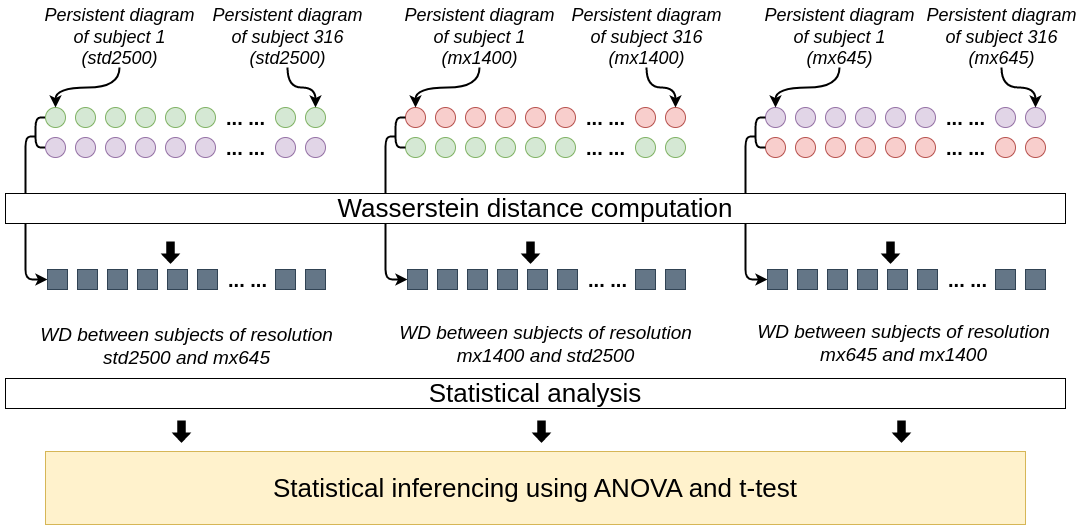 Persistent diagram of subject 1 (std2500)
Persistent diagram of subject 316 (std2500)
Persistent diagram of subject 1 (mx1400)
Persistent diagram of subject 316 (mx1400)
Persistent diagram of subject 1 (mx645)
Persistent diagram of subject 316 (mx645)
... ...
... ...
... ...
... ...
... ...
... ...
Wasserstein distance computation
... ...
... ...
... ...
WD between subjects of resolution
std2500 and mx645
WD between subjects of resolution
mx1400 and std2500
WD between subjects of resolution
mx645 and mx1400
Statistical analysis
Statistical inferencing using ANOVA and t-test